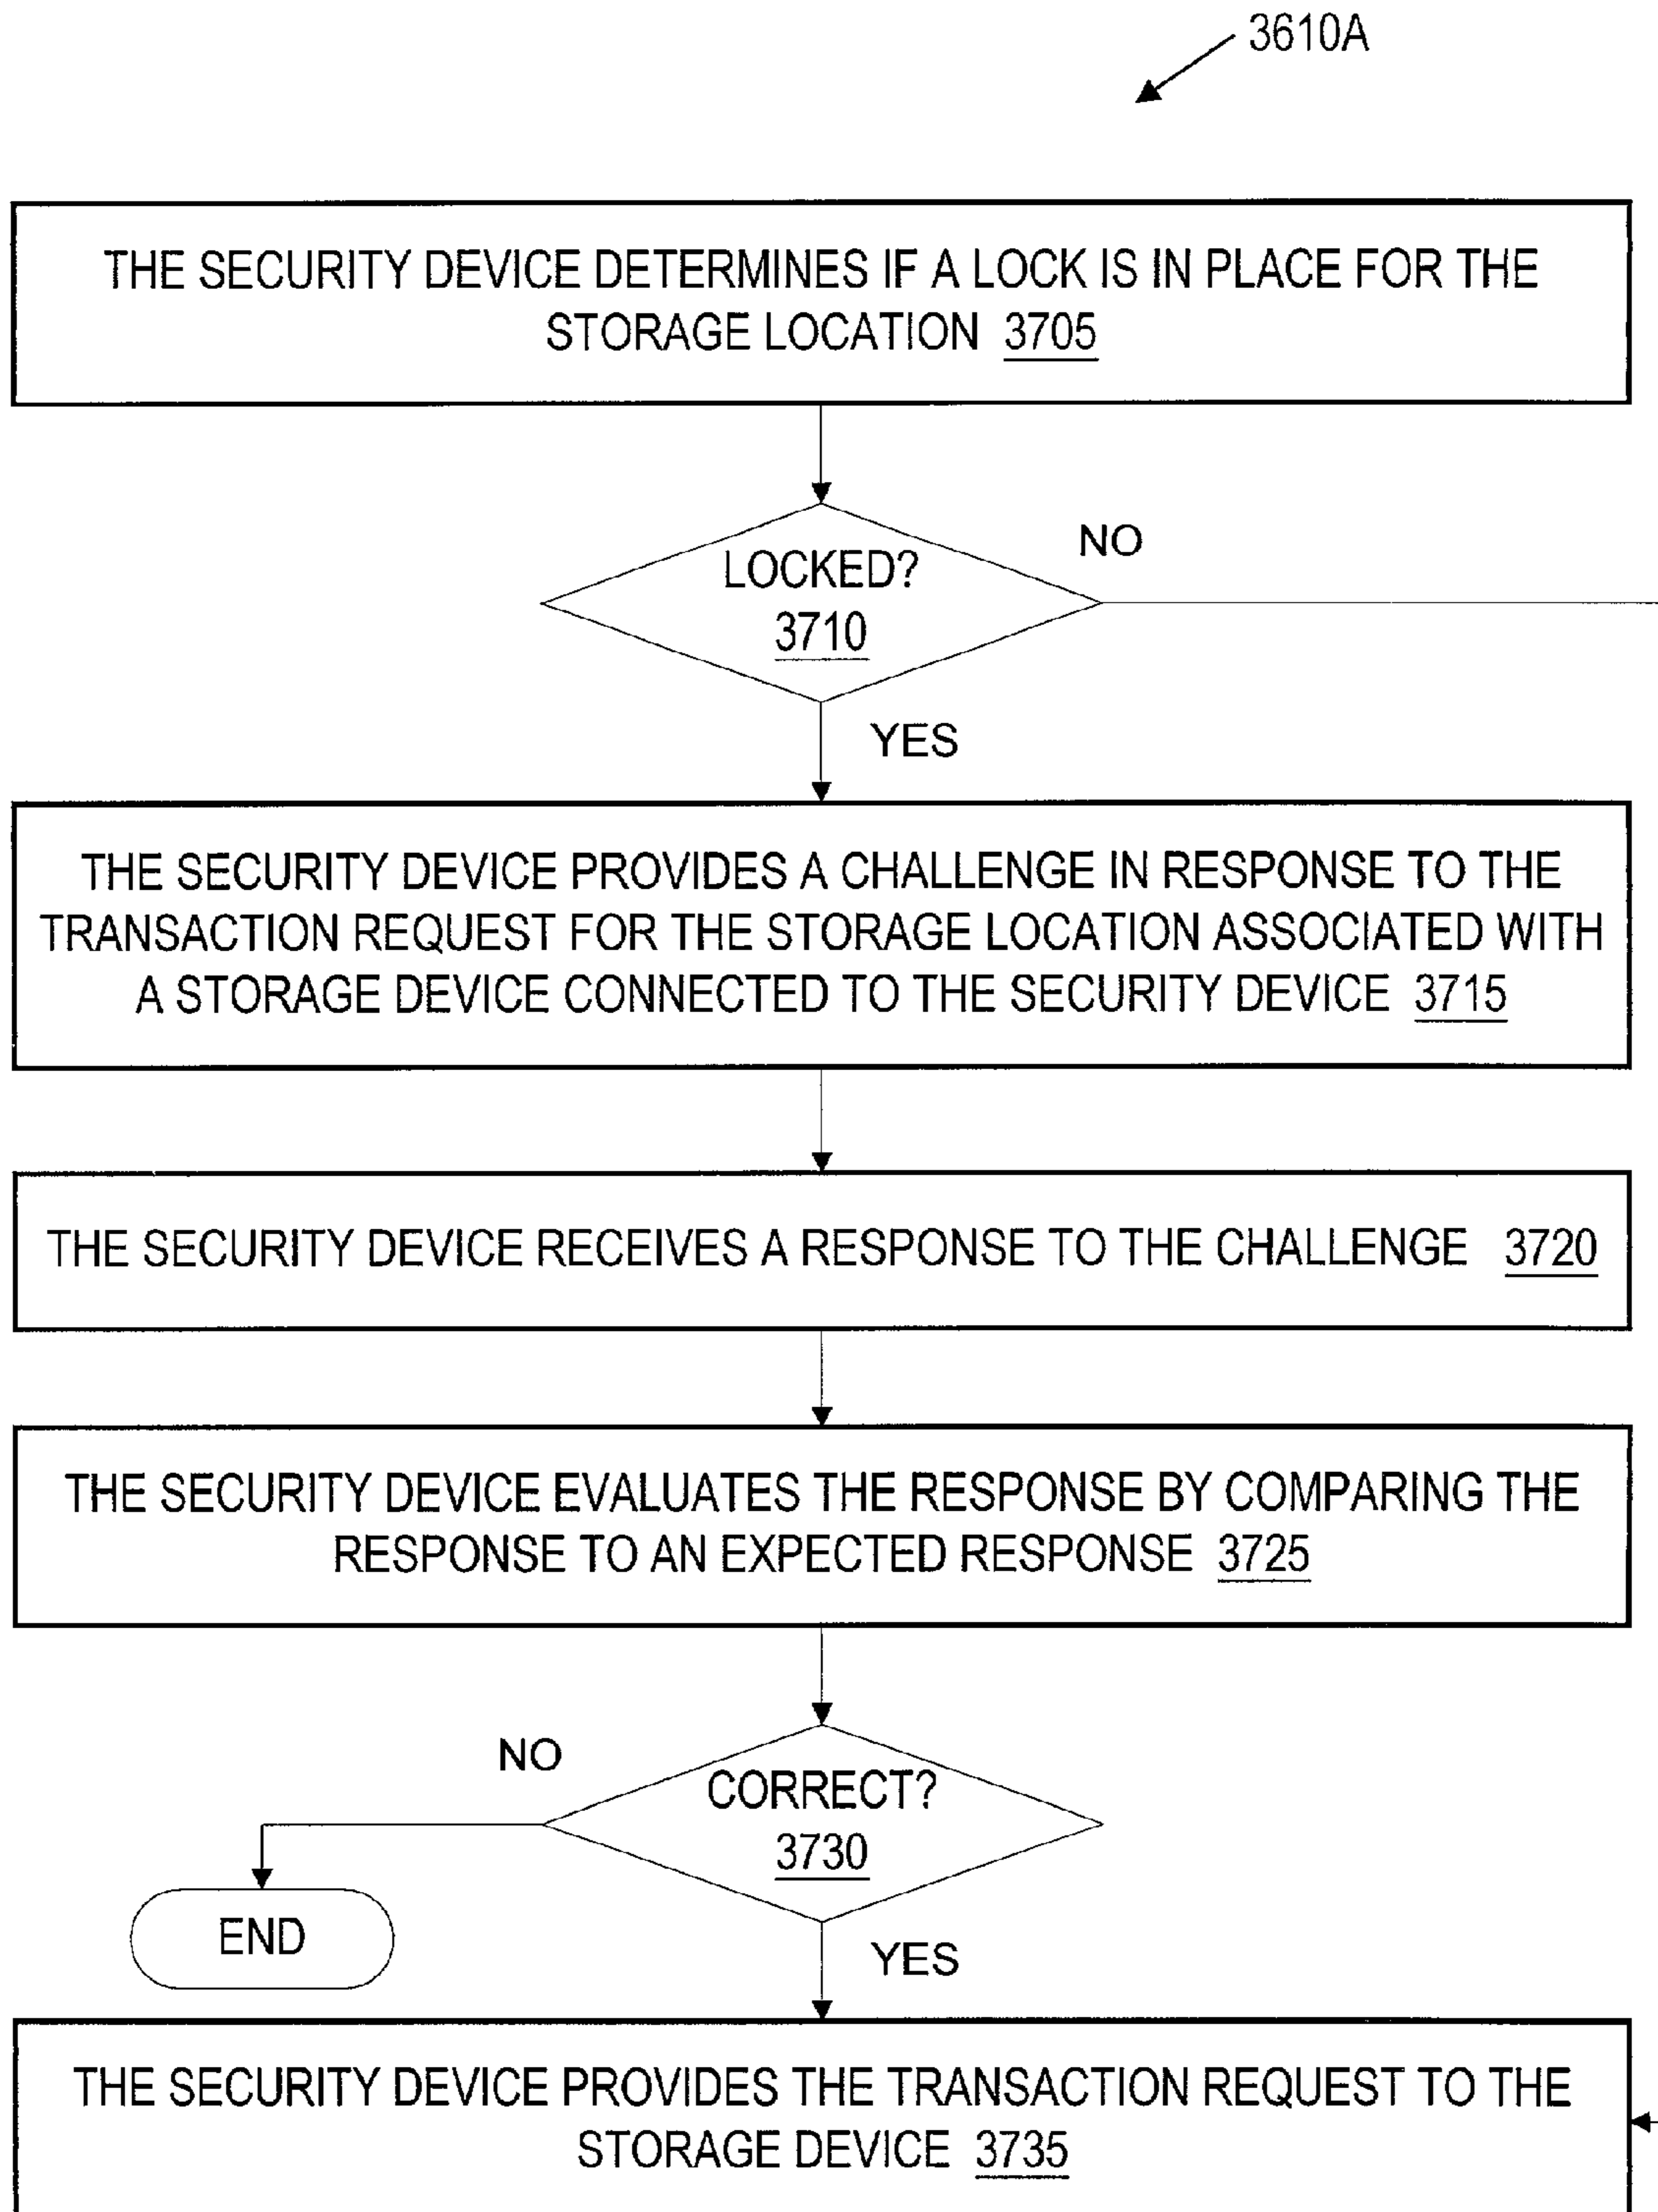 3610A
THE SECURITY DEVICE DETERMINES IF A LOCK IS IN PLACE FOR THE
STORAGE LOCATION 3705
LOCKED?
3710
NO
YES
THE SECURITY DEVICE PROVIDES A CHALLENGE IN RESPONSE TO THE
TRANSACTION REQUEST FOR THE STORAGE LOCATION ASSOCIATED WITH
A STORAGE DEVICE CONNECTED TO THE SECURITY DEVICE 3715
THE SECURITY DEVICE RECEIVES A RESPONSE TO THE CHALLENGE 3720
THE SECURITY DEVICE EVALUATES THE RESPONSE BY COMPARING THE
RESPONSE TO AN EXPECTED RESPONSE 3725
NO
CORRECT?
3730
END
YES
THE SECURITY DEVICE PROVIDES THE TRANSACTION REQUEST TO THE
STORAGE DEVICE 3735